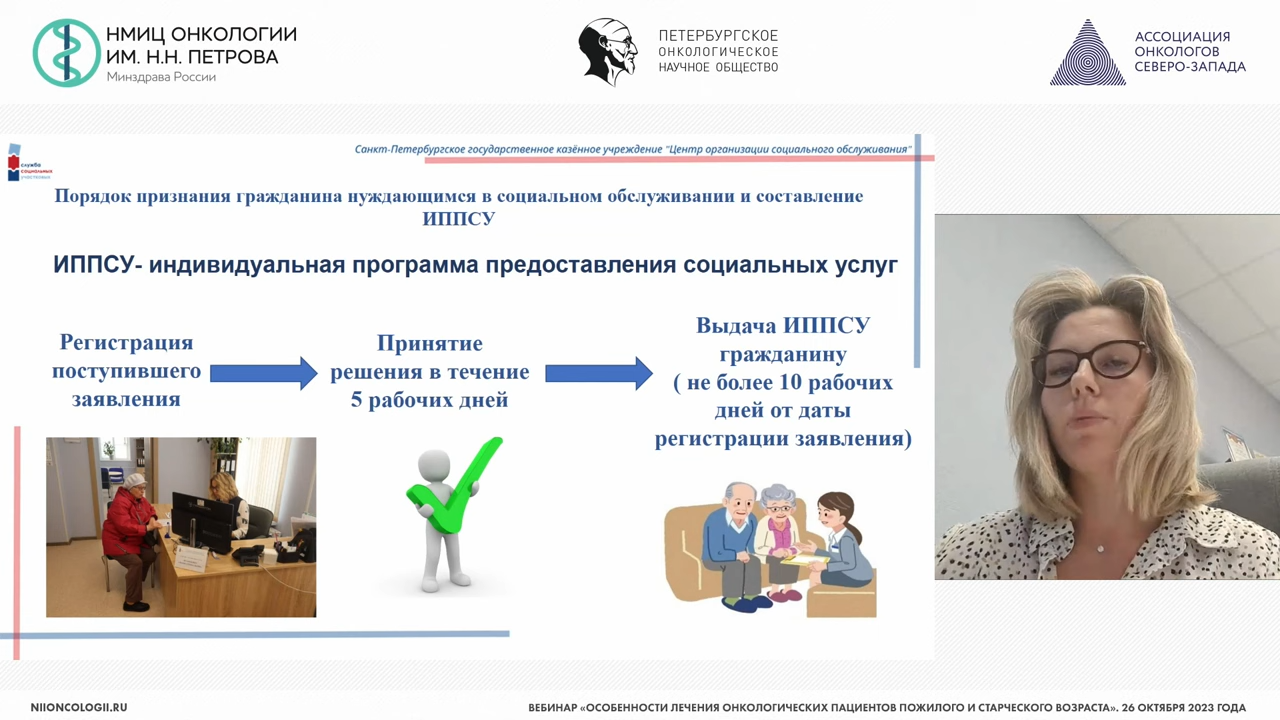 НМИЦ ОНКОЛОГИИ
ИМ. Н.Н. ПЕТРОВА
Минздрава России
ПЕТЕРБУРГСКОЕ
ОНКОЛОГИЧЕСКОЕ
НАУЧНОЕ ОБЩЕСТВО
АССОЦИАЦИЯ
ОНКОЛОГОВ
СЕВЕРО-ЗАПАДА
служба
социальных
участковых
Санкт-Петербургское государственное казённое учреждение "Центр организации социального обслуживания"
Порядок признания гражданина нуждающимся в социальном обслуживании и составление
ИППСУ
ИППСУ- индивидуальная программа предоставления социальных услуг
Регистрация
поступившего
заявления
Принятие
решения в течение
5 рабочих дней
Выдача ИППСУ
гражданину
( не более 10 рабочих
дней от даты
регистрации заявления)
NIIONCOLOGII.RU
ВЕБИНАР «ОСОБЕННОСТИ ЛЕЧЕНИЯ ОНКОЛОГИЧЕСКИХ ПАЦИЕНТОВ ПОЖИЛОГО И СТАРЧЕСКОГО ВОЗРАСТА». 26 ОКТЯБРЯ 2023 ГОДА